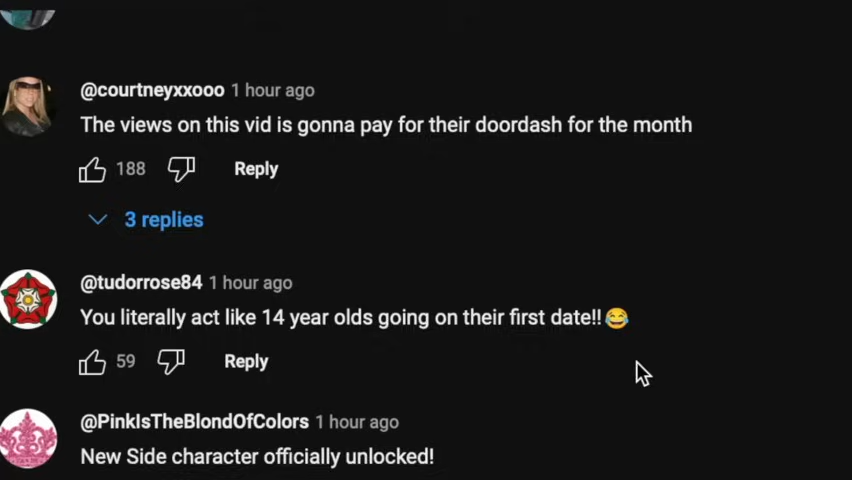 @courtneyxxooo 1 hour ago
The views on this vid is gonna pay for their doordash for the month
188 Reply
3 replies
@tudorrose84 1 hour ago
You literally act like 14 year olds going on their first date!!😂
59 Reply
@PinkIsTheBlondOfColors 1 hour ago
New Side character officially unlocked!